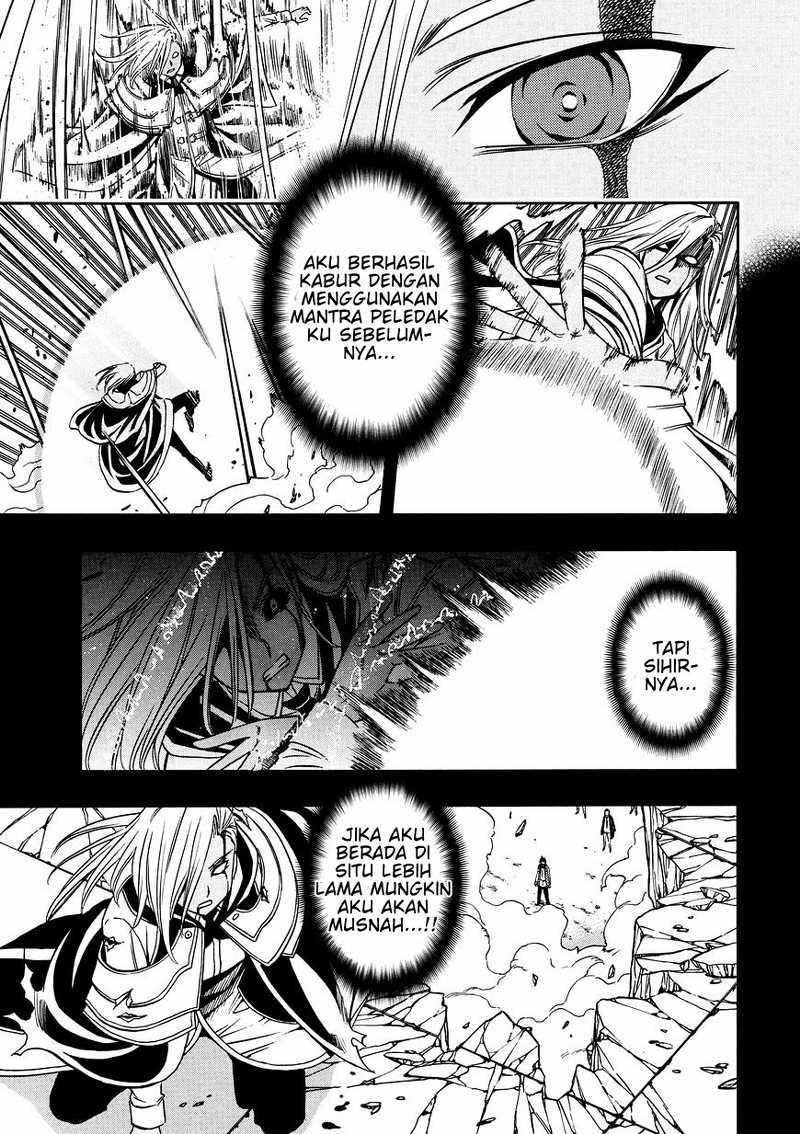 AKU BERHASIL
KABUR DENGAN
MENGGUNAKAN
MANTRA PELEDAK
KU SEBELUM-
NYA...
TAPI
SIHIR-
NYA...
JIKA AKU
BERADA DI
SITU LEBIH
LAMA MUNGKIN
AKU AKAN
MUSNAH...!!